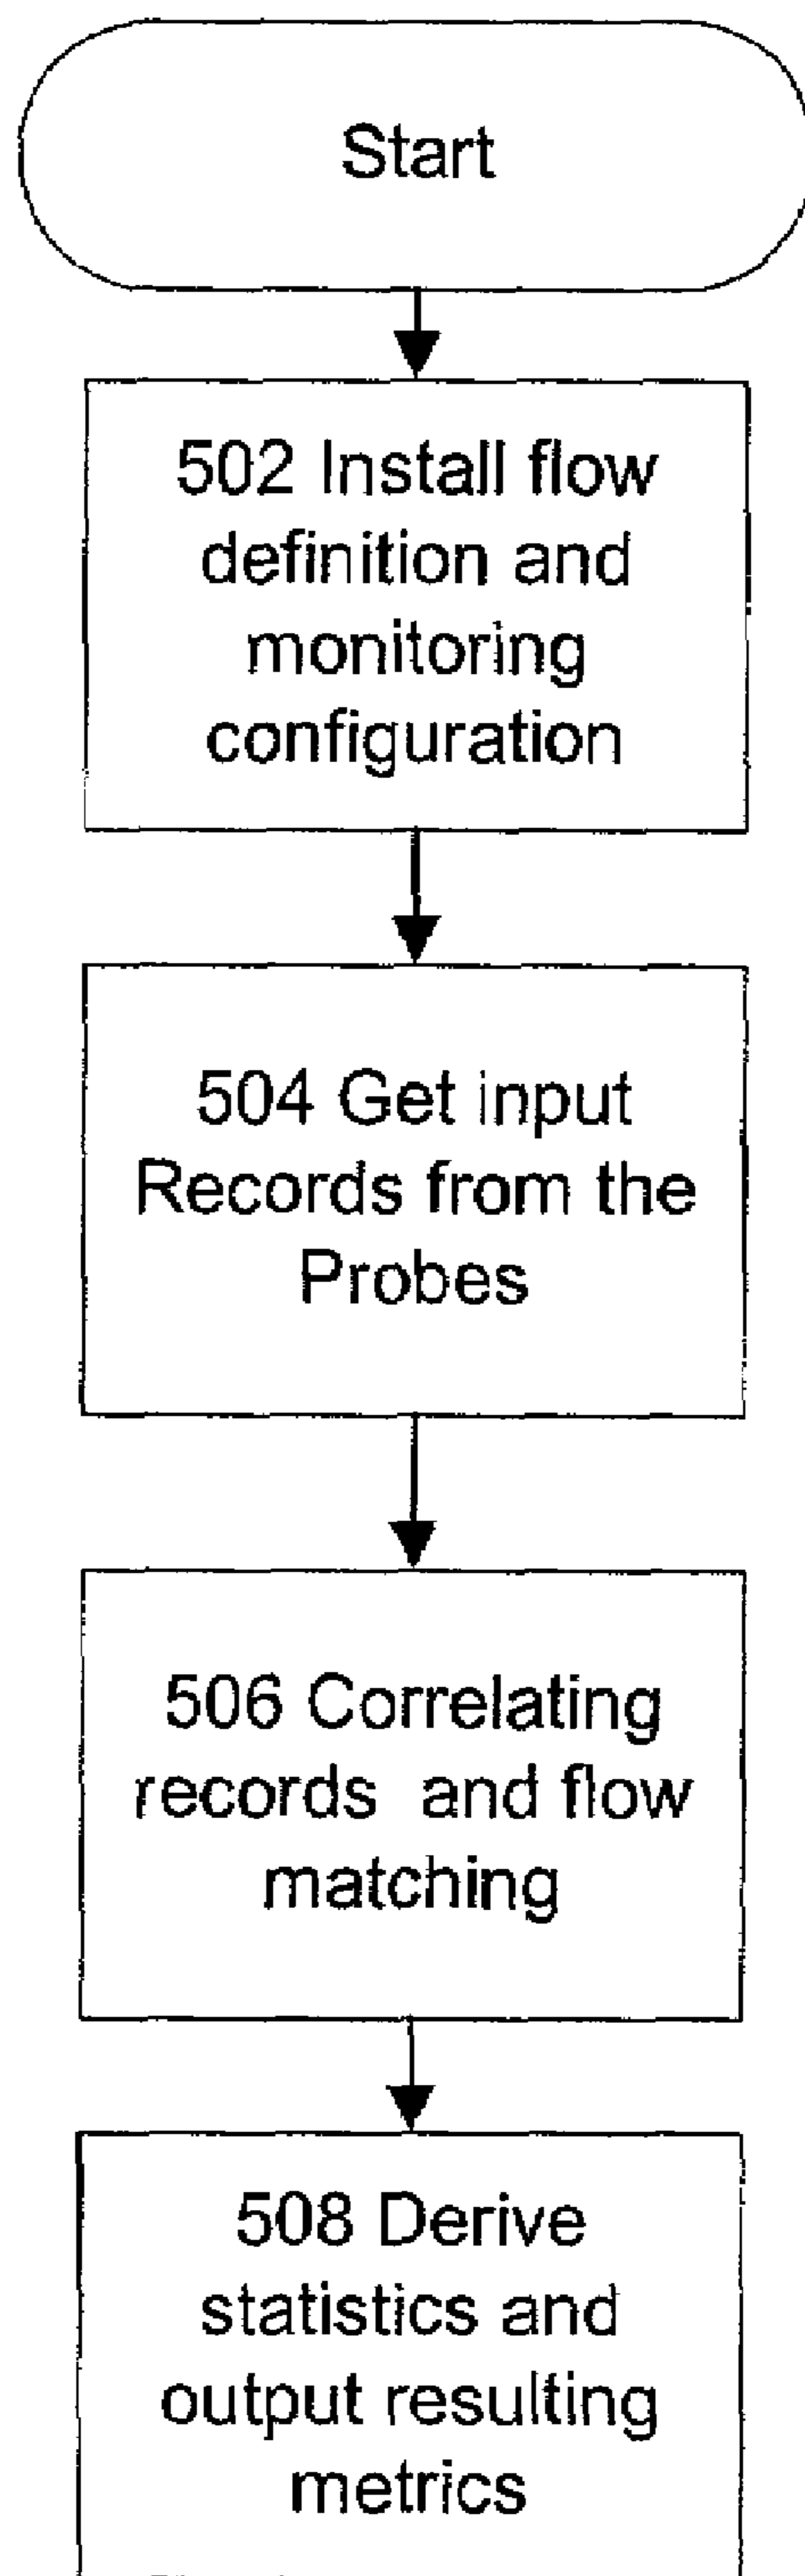 Start
502 Install flow
definition and
monitoring
configuration
504 Get input
Records from the
Probes
506 Correlating
records and flow
matching
508 Derive
statistics and
output resulting
metrics